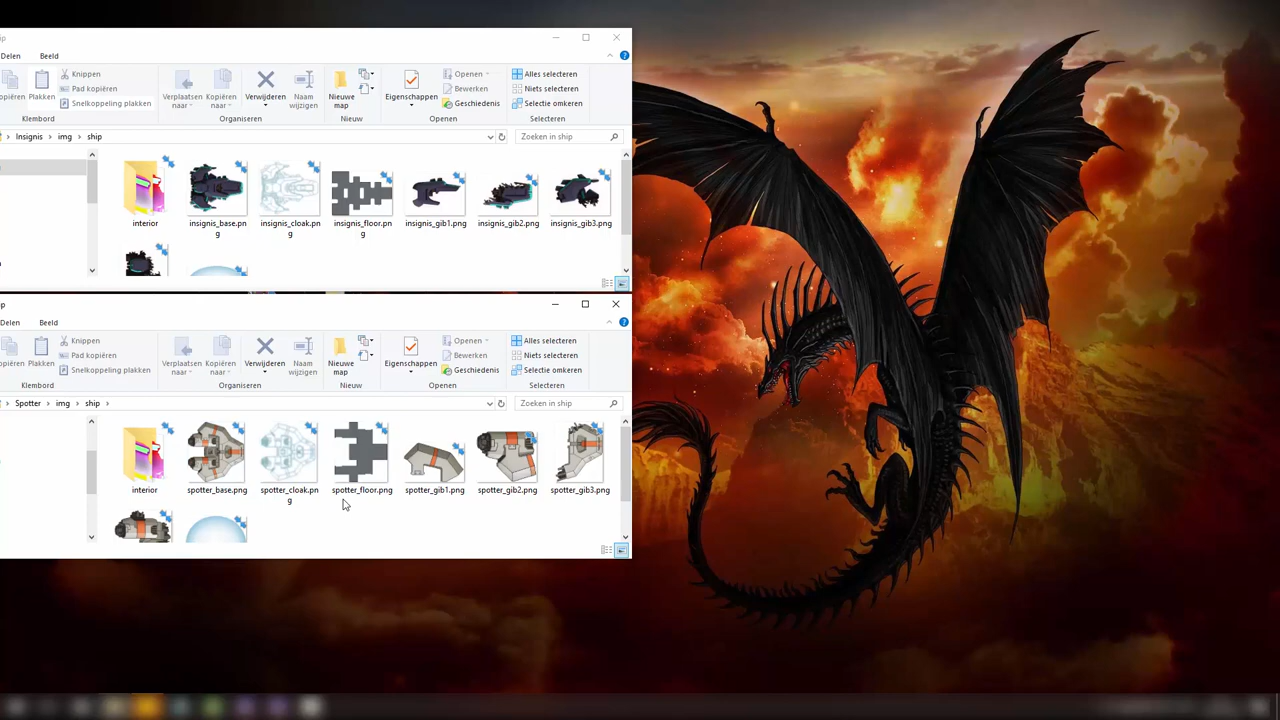 ip
Delen Beeld
Knippen
Pad kopiëren
Snelkoppeling plakken
opiëren Plakken
Verplaatsen naar
Kopiëren naar
Verwijderen
Naam wijzigen
Nieuwe map
Eigenschappen
Openen
Bewerken
Geschiedenis
Alles selecteren
Niets selecteren
Selectie omkeren
Klembord Organiseren Nieuw Openen Selecteren
Insignis > img > ship
Zoeken in ship
interior insignis_base.png insignis_cloak.png insignis_floor.png insignis_gib1.png insignis_gib2.png insignis_gib3.png
ip
Delen Beeld
Knippen
Pad kopiëren
Snelkoppeling plakken
opiëren Plakken
Verplaatsen naar
Kopiëren naar
Verwijderen
Naam wijzigen
Nieuwe map
Eigenschappen
Openen
Bewerken
Geschiedenis
Alles selecteren
Niets selecteren
Selectie omkeren
Klembord Organiseren Nieuw Openen Selecteren
Spotter > img > ship >
Zoeken in ship
interior spotter_base.png spotter_cloak.png spotter_floor.png spotter_gib1.png spotter_gib2.png spotter_gib3.png